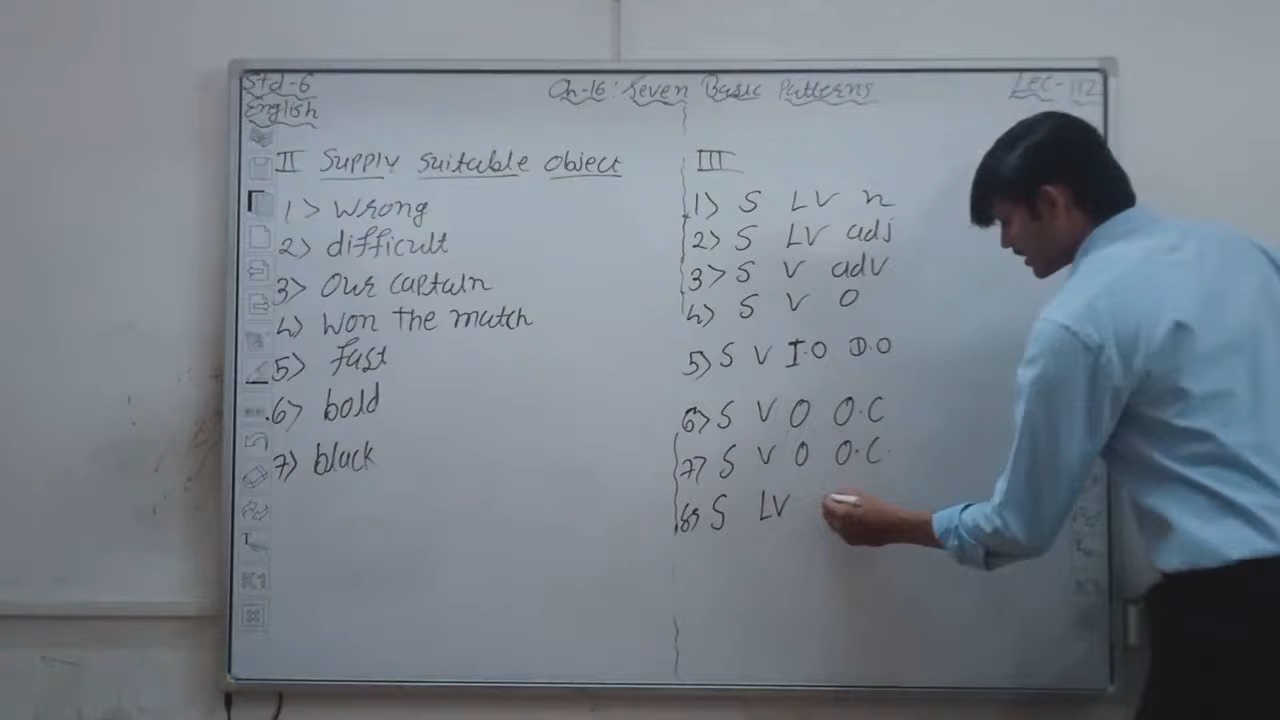 Std-6
English
Ch-16: Seven Basic Patterns
Lec-112
II Supply suitable object
1> wrong
2> difficult
3> Our captain
4> Won the match
5> fast
6> bold
7> black
III
1> S LV n
2> S LV adj
3> S V adv
4> S V O
5> S V I.O D.O
6> S V O O.C
7> S V O O.C.
8> S LV
K1